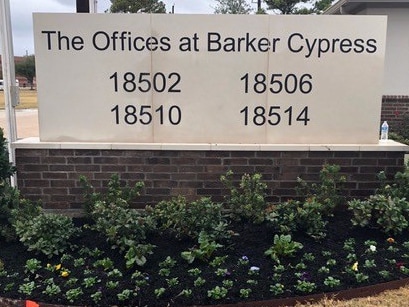 The Offices at Barker Cypress
18502 18506
18510 18514